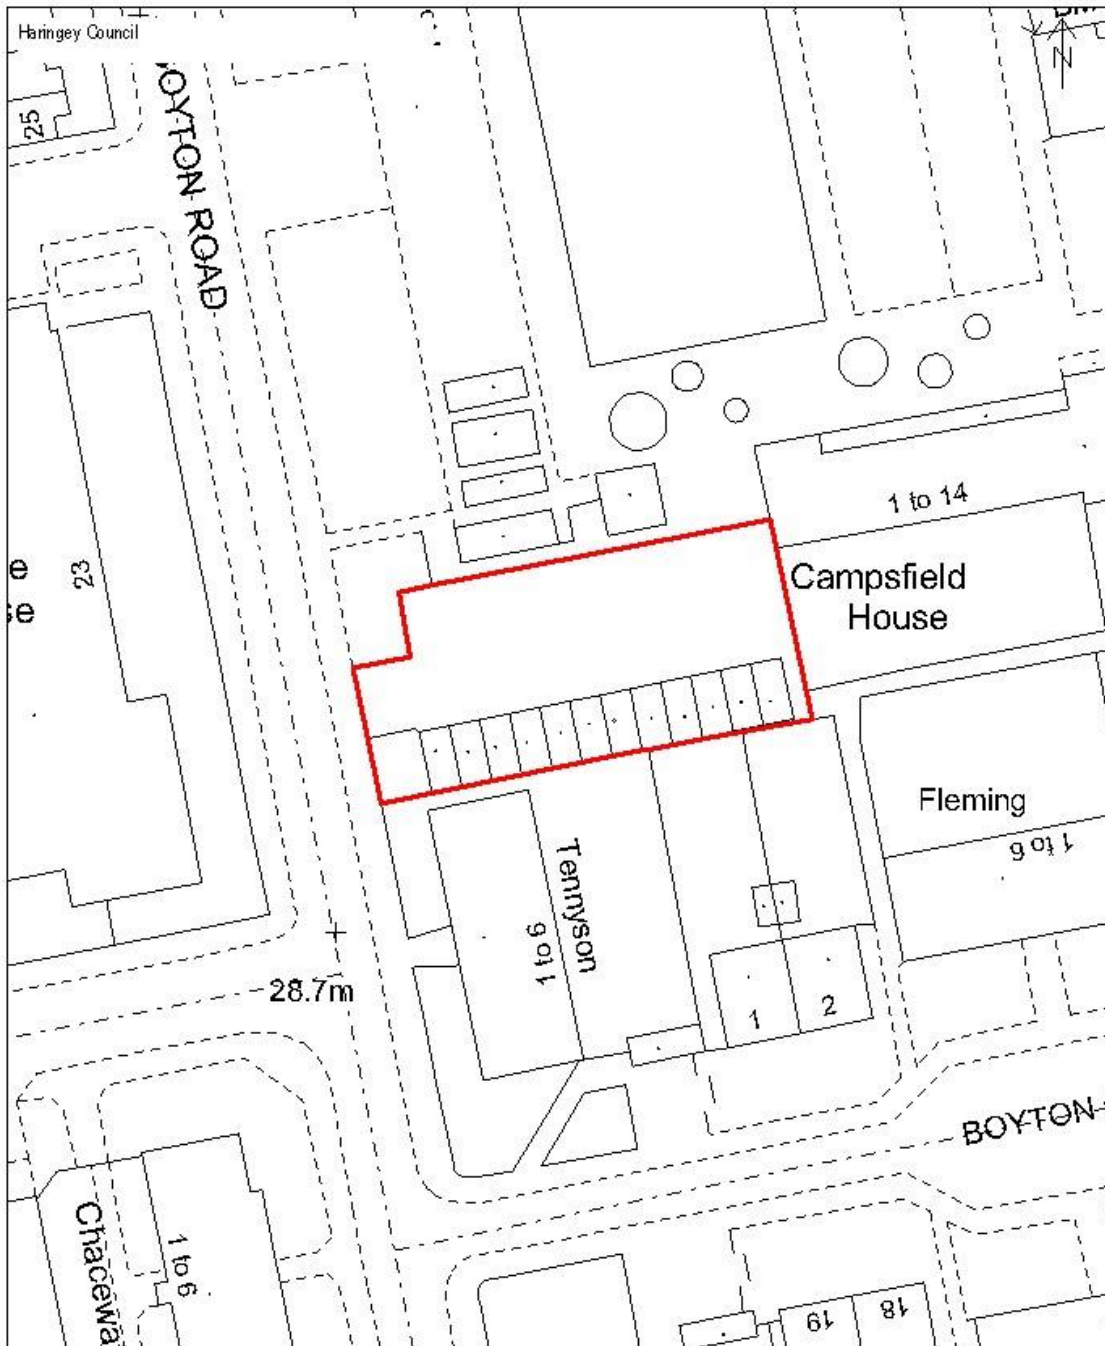 Haringey Council
N
25
BOYTON ROAD
23
1 to 14
Campsfield
House
Fleming
1 to 6
Tennyson
1 to 6
28.7m
1
2
BOYTON
1 to 6
19
18